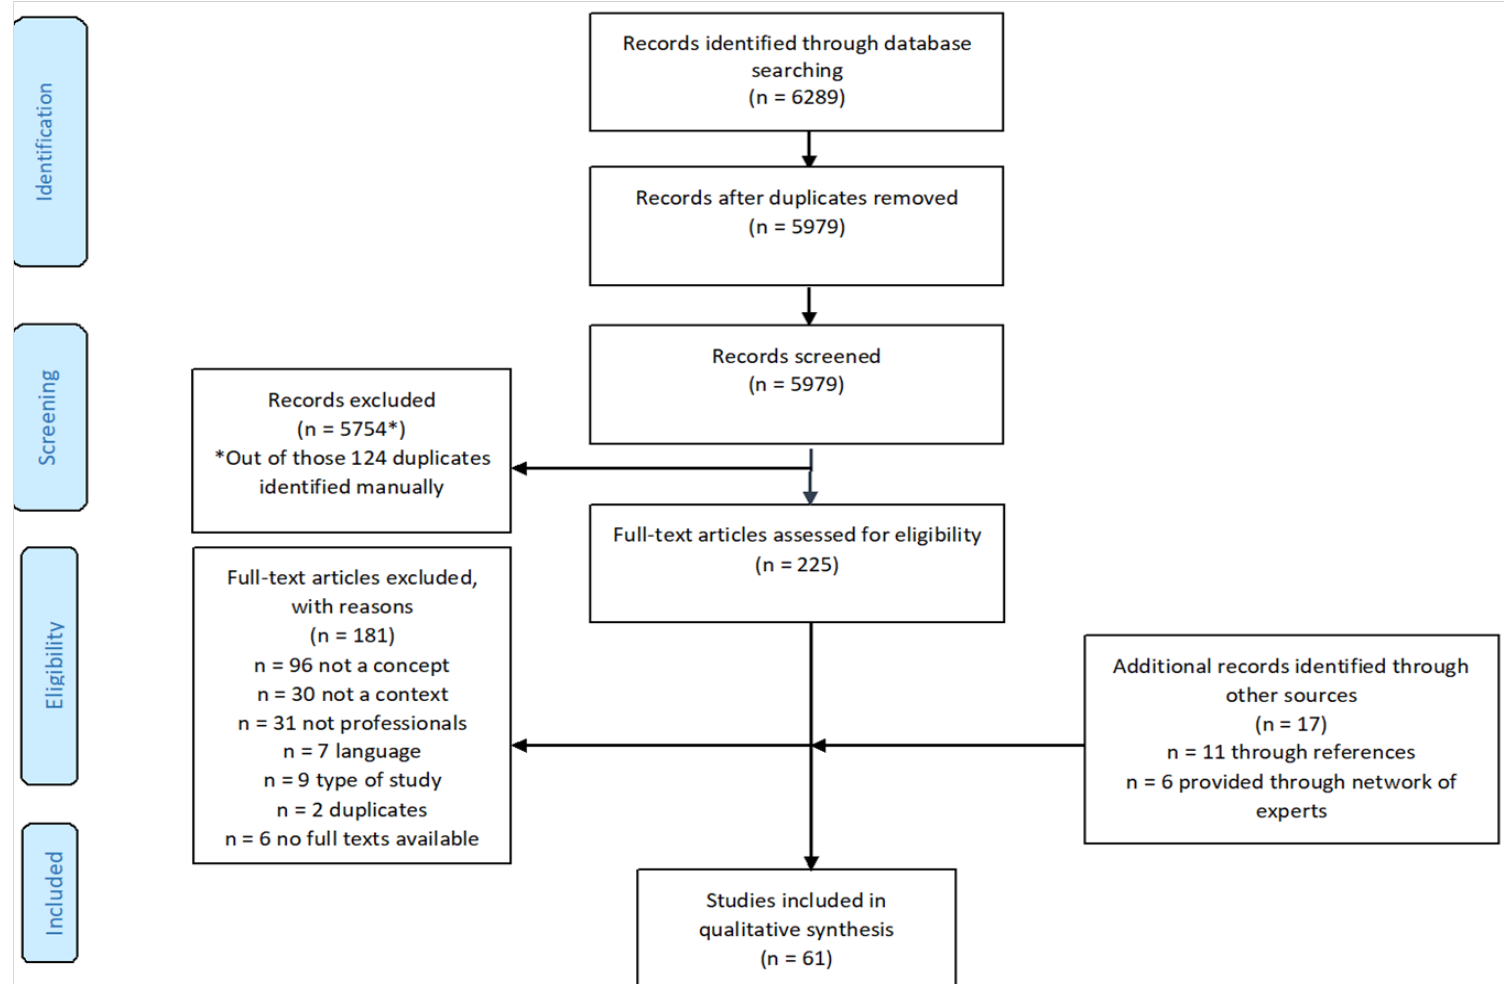 Identification
Records identified through database
searching
(n = 6289)
Records after duplicates removed
(n = 5979)
Screening
Records screened
(n = 5979)
Records excluded
(n = 5754*)
*Out of those 124 duplicates
identified manually
Full-text articles assessed for eligibility
(n = 225)
Eligibility
Full-text articles excluded,
with reasons
(n = 181)
n = 96 not a concept
n = 30 not a context
n = 31 not professionals
n = 7 language
n = 9 type of study
n = 2 duplicates
n = 6 no full texts available
Additional records identified through
other sources
(n = 17)
n = 11 through references
n = 6 provided through network of
experts
Included
Studies included in
qualitative synthesis
(n = 61)